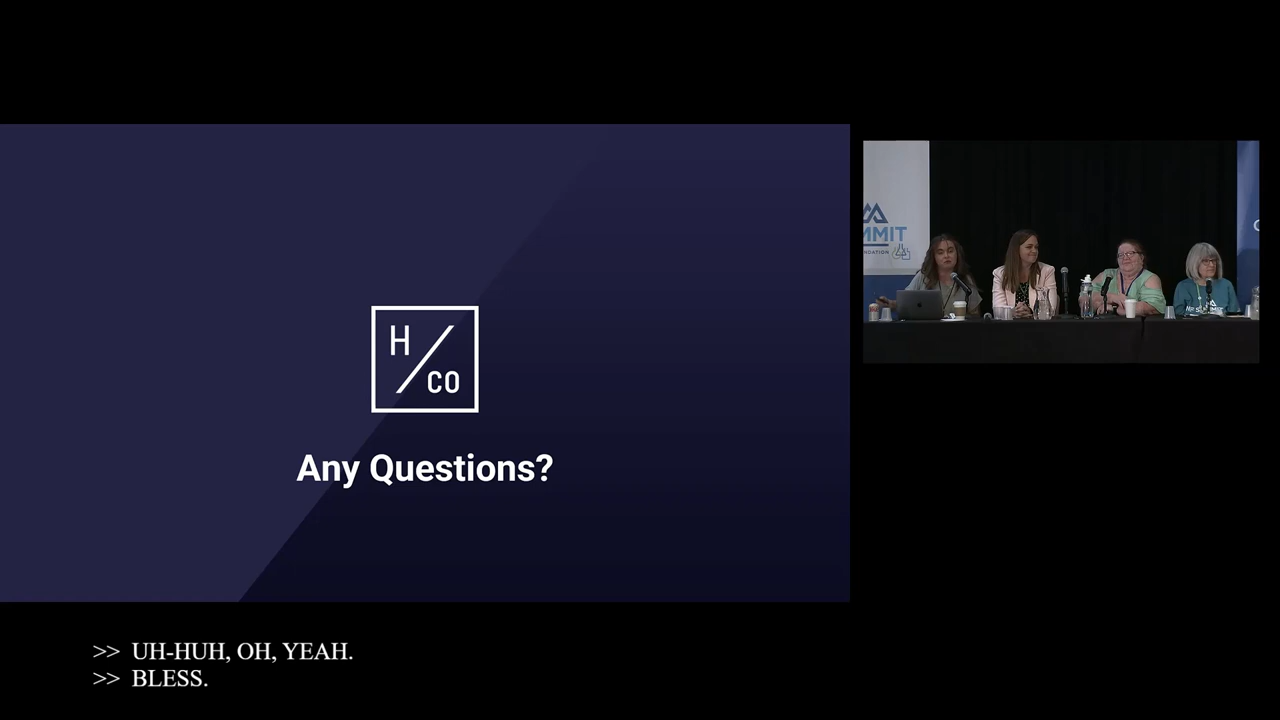 H/CO
Any Questions?
MMIT
>> UH-HUH, OH, YEAH.
>> BLESS.